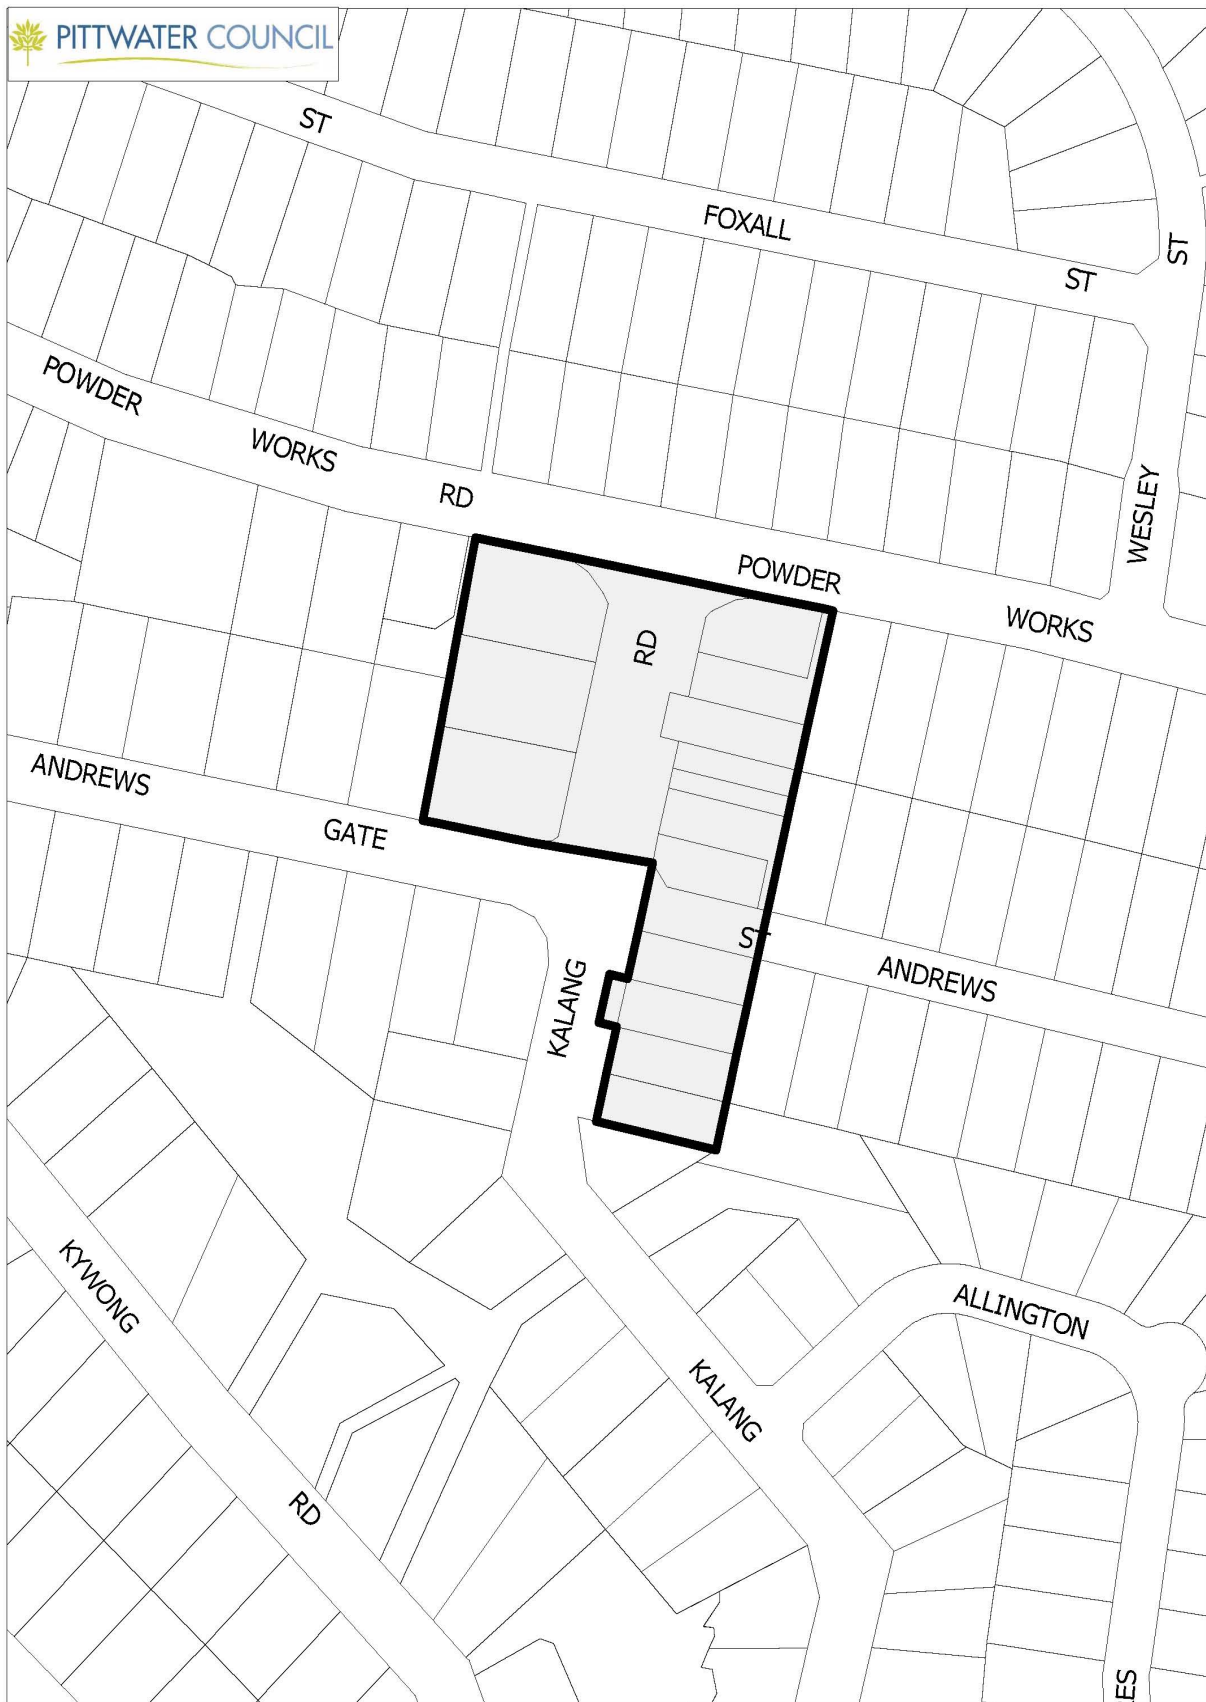 PITTWATER COUNCIL
ST
FOXALL
ST
ST
POWDER
WORKS
RD
WESLEY
POWDER
WORKS
RD
ANDREWS
GATE
ST
ANDREWS
KALANG
KYWONG
ALLINGTON
KALANG
RD
ES